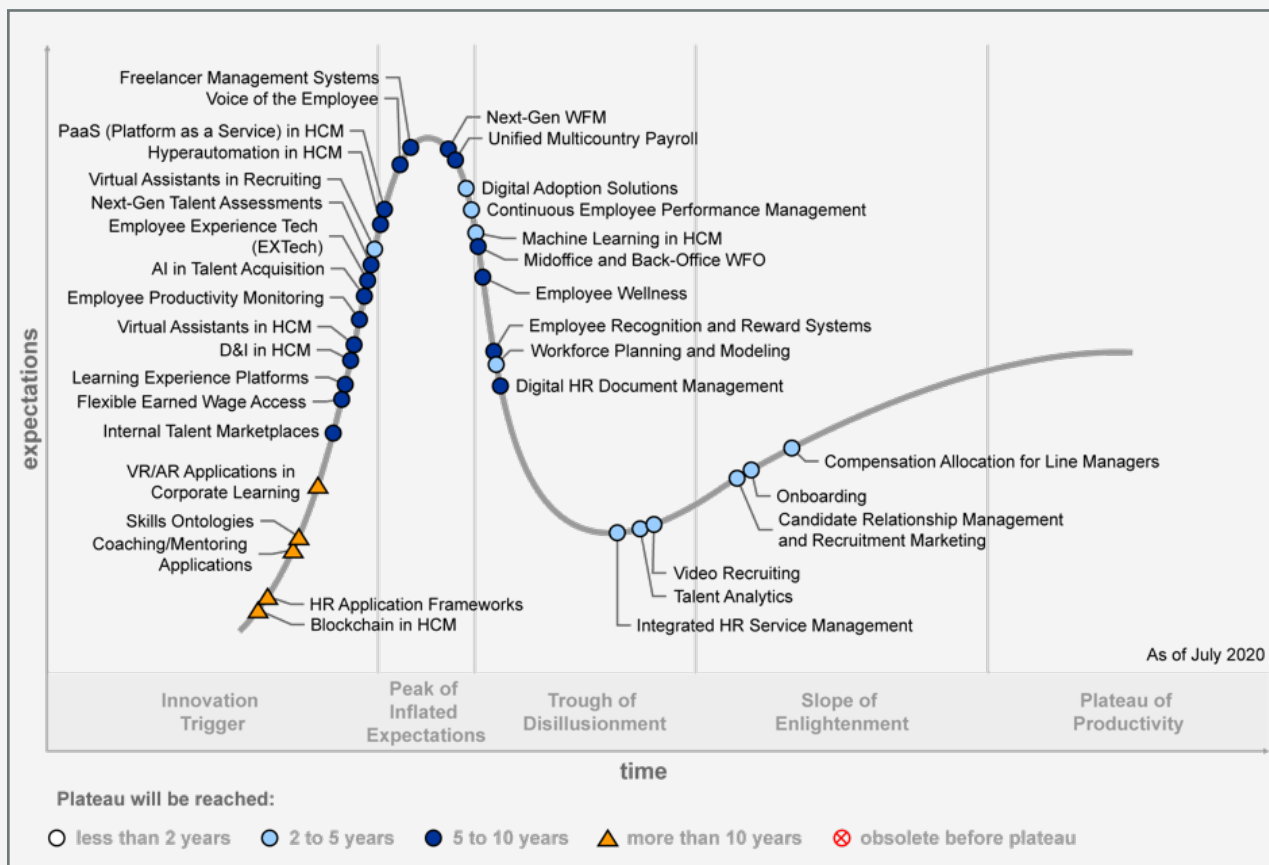 Freelancer Management Systems
Voice of the Employee
PaaS (Platform as a Service) in HCM
Hyperautomation in HCM
Virtual Assistants in Recruiting
Next-Gen Talent Assessments
Employee Experience Tech
(EXTech)
AI in Talent Acquisition
Employee Productivity Monitoring
Virtual Assistants in HCM
D&I in HCM
Learning Experience Platforms
Flexible Earned Wage Access
Internal Talent Marketplaces
VR/AR Applications in
Corporate Learning
Skills Ontologies
Coaching/Mentoring
Applications
HR Application Frameworks
Blockchain in HCM
Next-Gen WFM
Unified Multicountry Payroll
Digital Adoption Solutions
Continuous Employee Performance Management
Machine Learning in HCM
Midoffice and Back-Office WFO
Employee Wellness
Employee Recognition and Reward Systems
Workforce Planning and Modeling
Digital HR Document Management
Compensation Allocation for Line Managers
Onboarding
Candidate Relationship Management
and Recruitment Marketing
Video Recruiting
Talent Analytics
Integrated HR Service Management
As of July 2020
expectations
Innovation
Trigger
Peak of
Inflated
Expectations
Trough of
Disillusionment
Slope of
Enlightenment
Plateau of
Productivity
time
Plateau will be reached:
less than 2 years
2 to 5 years
5 to 10 years
more than 10 years
obsolete before plateau